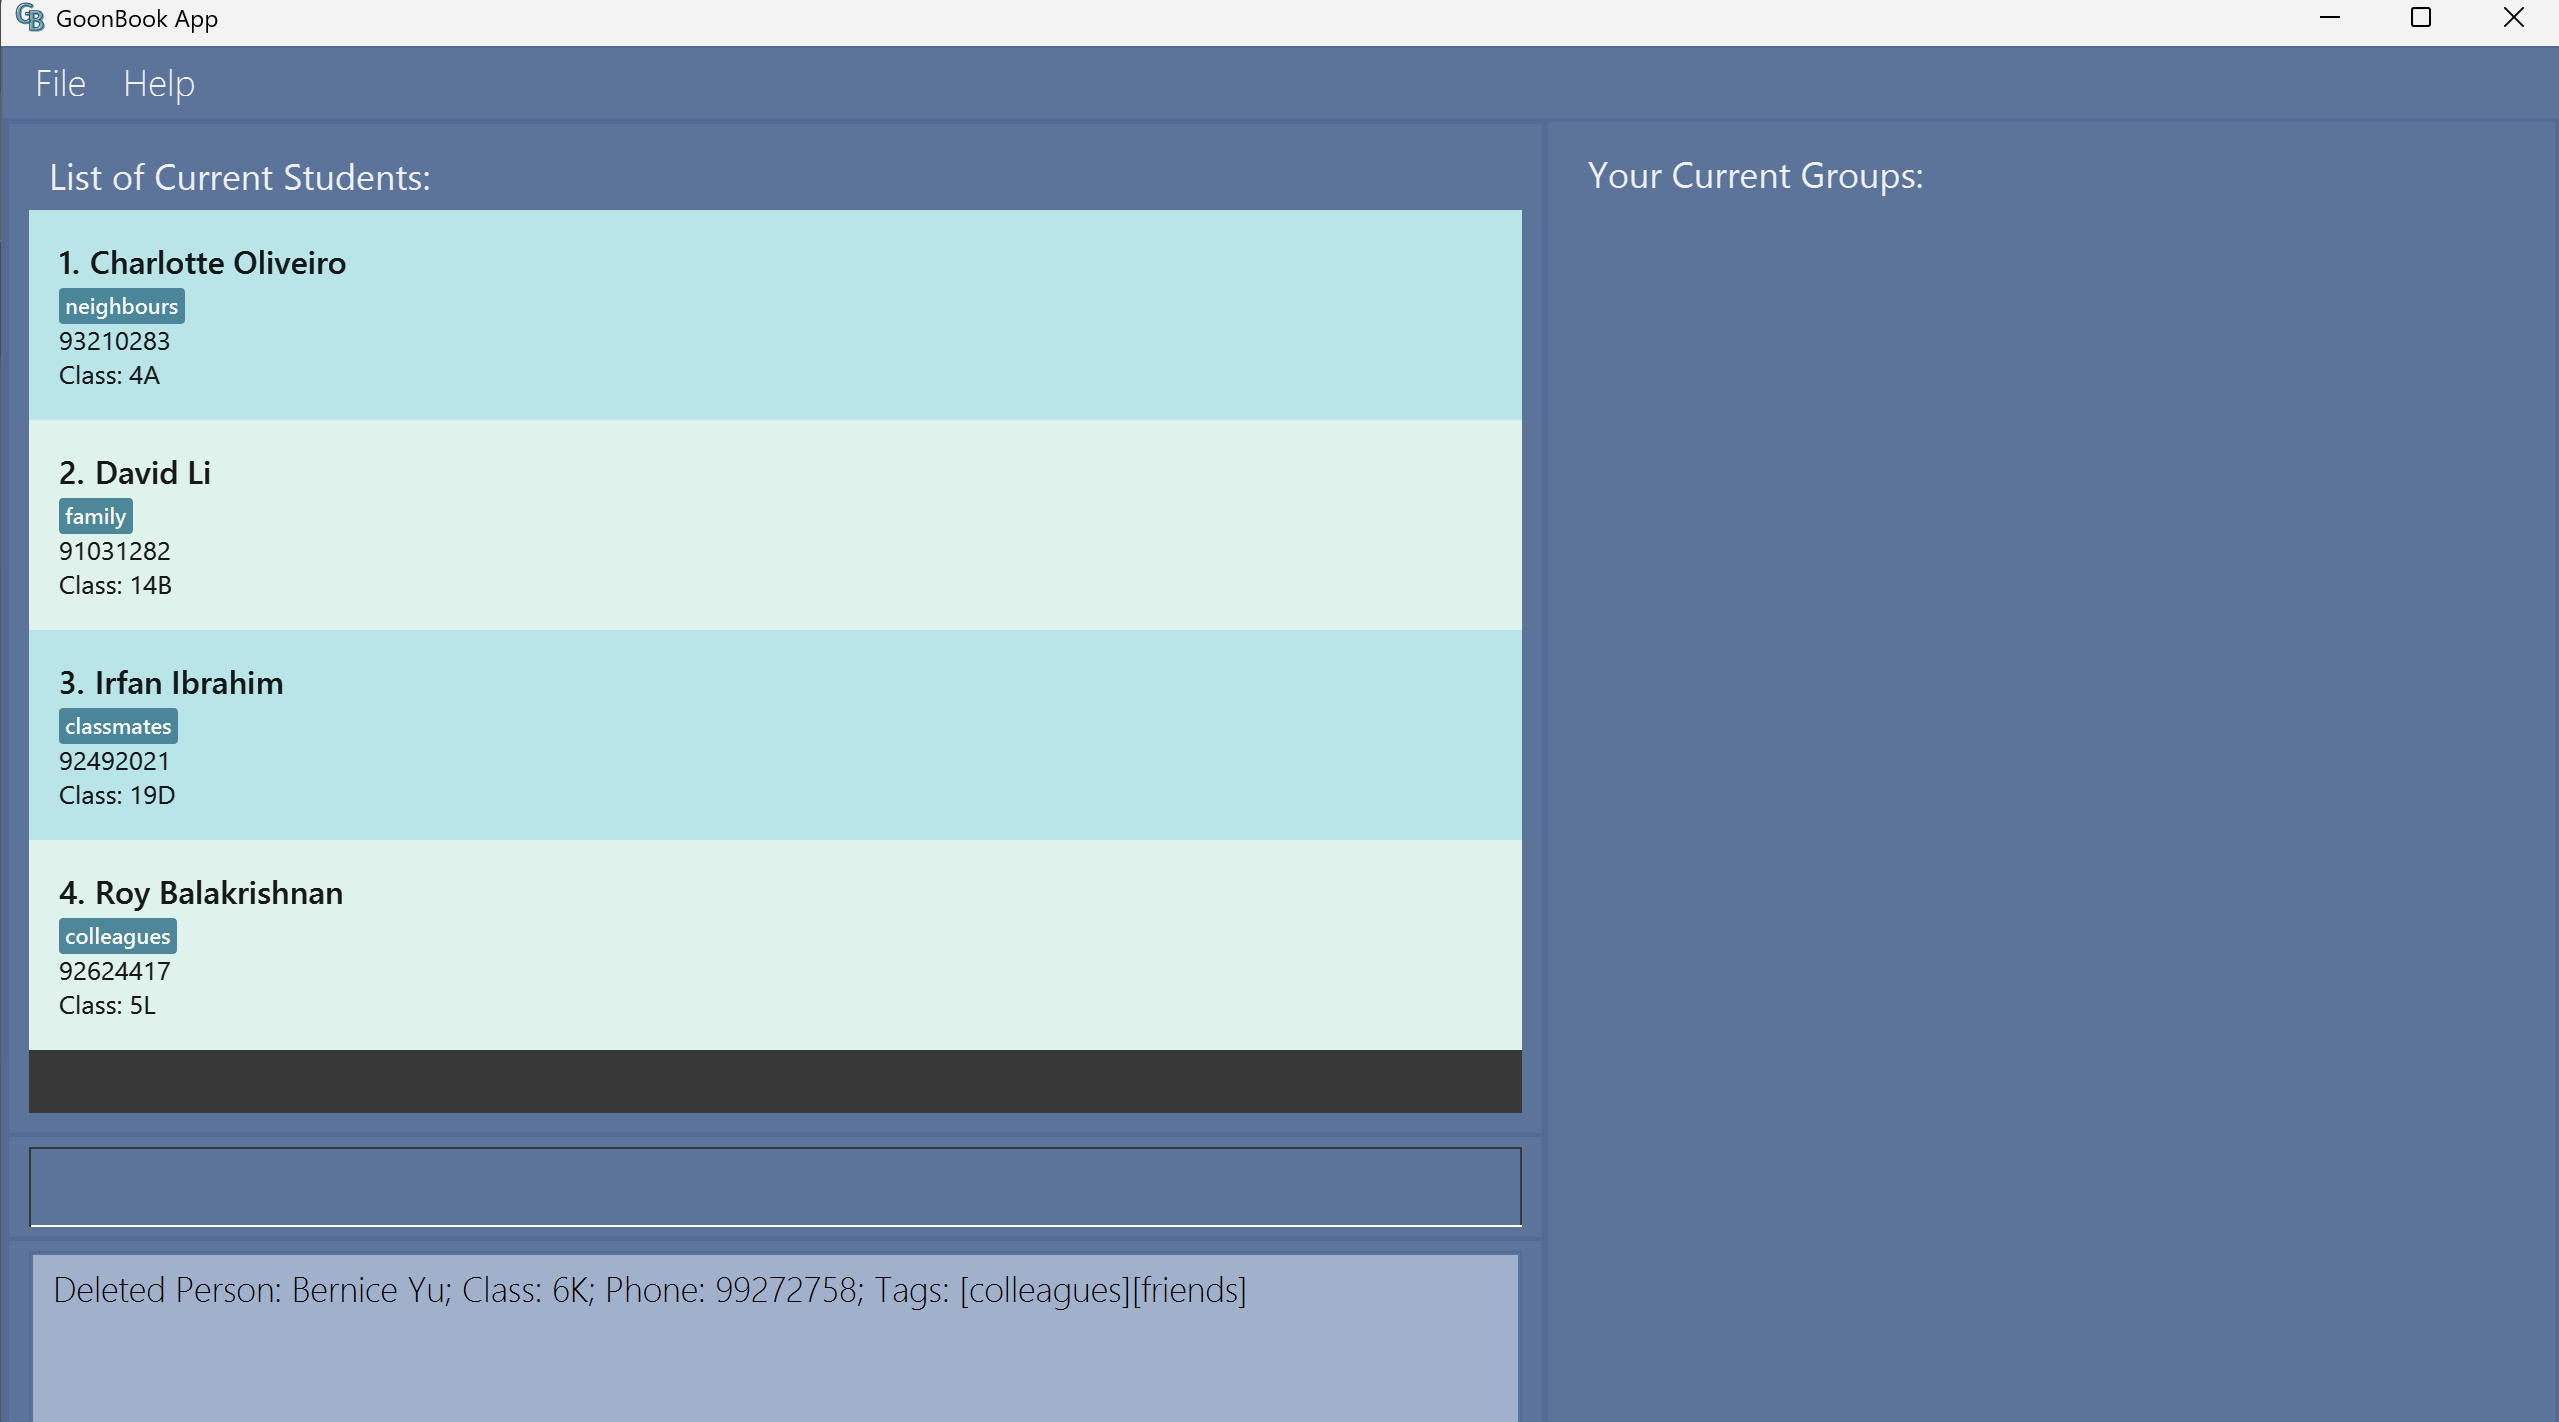 GB GoonBook App
File Help
List of Current Students:
1. Charlotte Oliveiro
neighbours
93210283
Class: 4A
2. David Li
family
91031282
Class: 14B
3. Irfan Ibrahim
classmates
92492021
Class: 19D
4. Roy Balakrishnan
colleagues
92624417
Class: 5L
Deleted Person: Bernice Yu; Class: 6K; Phone: 99272758; Tags: [colleagues][friends]
Your Current Groups: